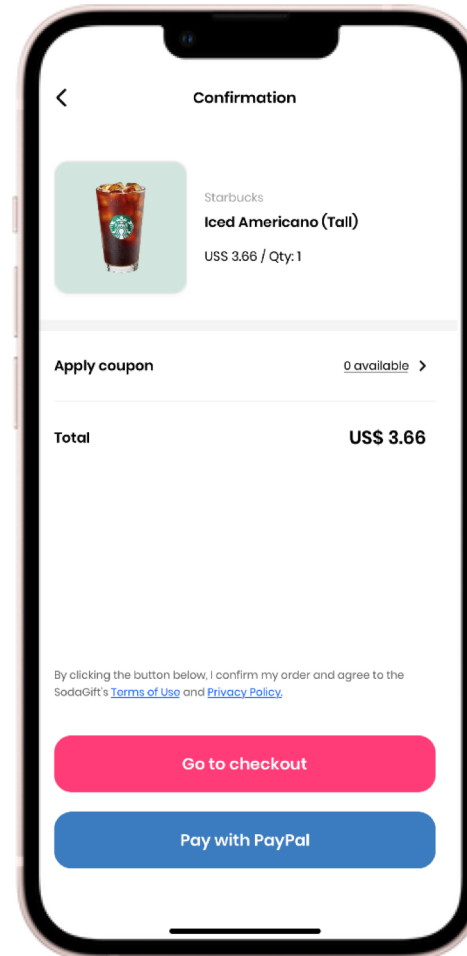 Confirmation
Starbucks
Iced Americano (Tall)
US$ 3.66 / Qty: 1
Apply coupon
0 available
Total
US$ 3.66
By clicking the button below, I confirm my order and agree to the
SodaGift's Terms of Use and Privacy Policy.
Go to checkout
Pay with PayPal